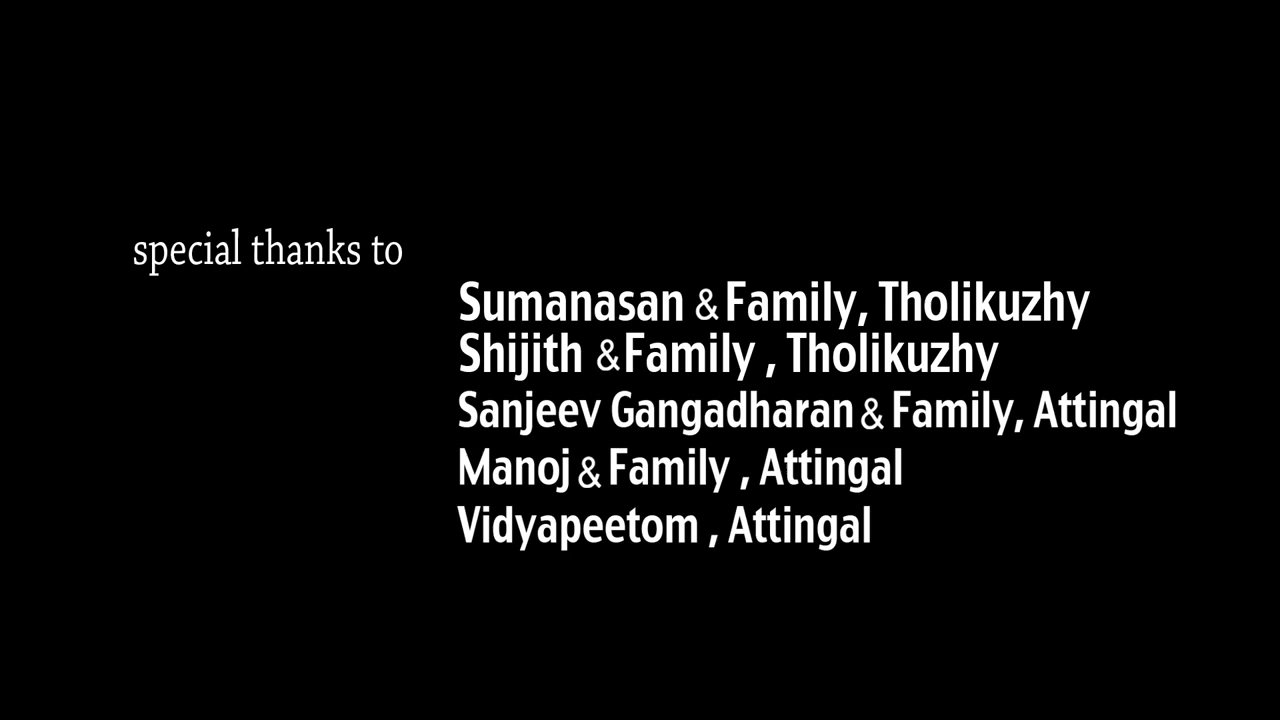 special thanks to
Sumanasan & Family, Tholikuzhy
Shijith & Family , Tholikuzhy
Sanjeev Gangadharan & Family, Attingal
Manoj & Family , Attingal
Vidyapeetom , Attingal